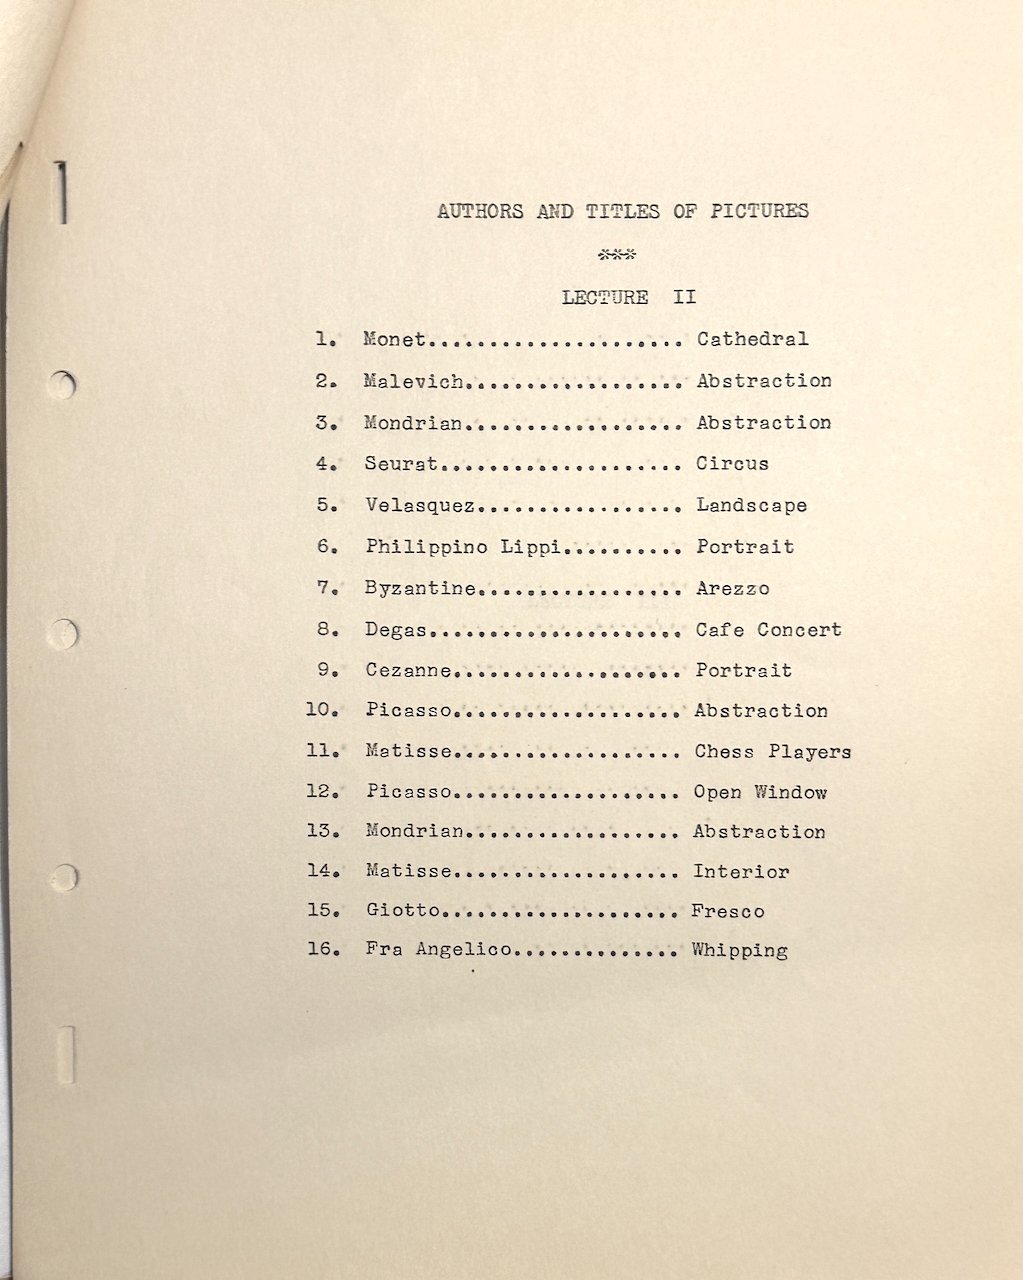 AUTHORS AND TITLES OF PICTURES
***
LECTURE II
1. Monet..................... Cathedral
2. Malevich.................. Abstraction
3. Mondrian.................. Abstraction
4. Seurat.................... Circus
5. Velasquez................. Landscape
6. Philippino Lippi.......... Portrait
7. Byzantine................. Arezzo
8. Degas..................... Cafe Concert
9. Cezanne................... Portrait
10. Picasso................... Abstraction
11. Matisse................... Chess Players
12. Picasso................... Open Window
13. Mondrian.................. Abstraction
14. Matisse................... Interior
15. Giotto.................... Fresco
16. Fra Angelico.............. Whipping